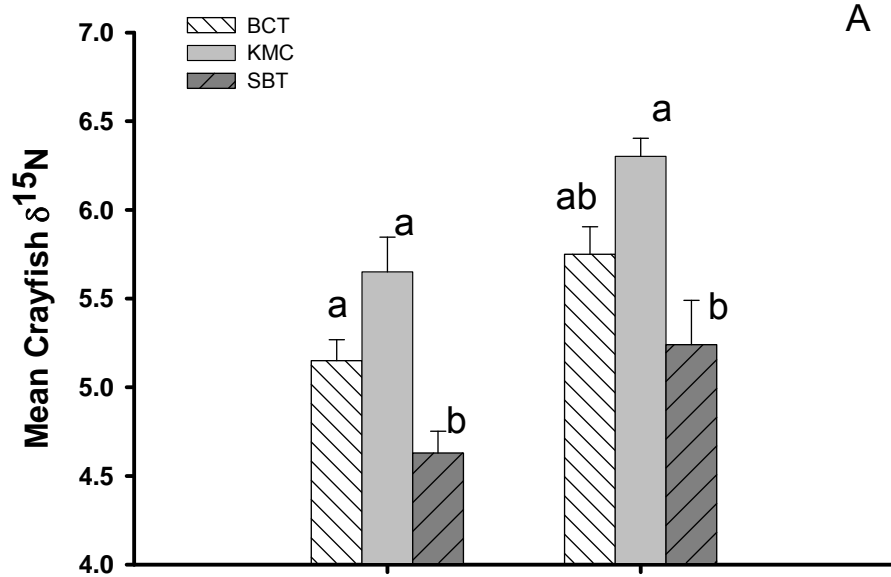 A
BCT
KMC
SBT
Mean Crayfish δ15N
7.0
6.5
6.0
5.5
5.0
4.5
4.0
a
a
b
ab
a
b